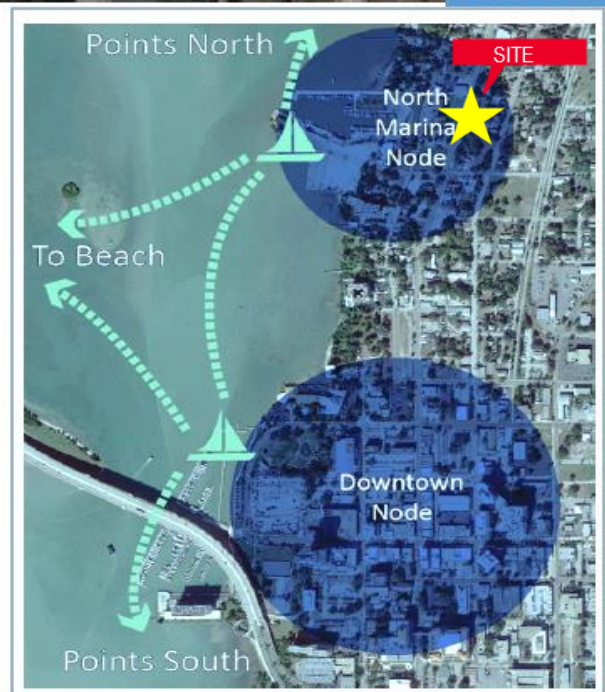 Points North
SITE
North
Marina
Node
To Beach
Downtown
Node
Points South